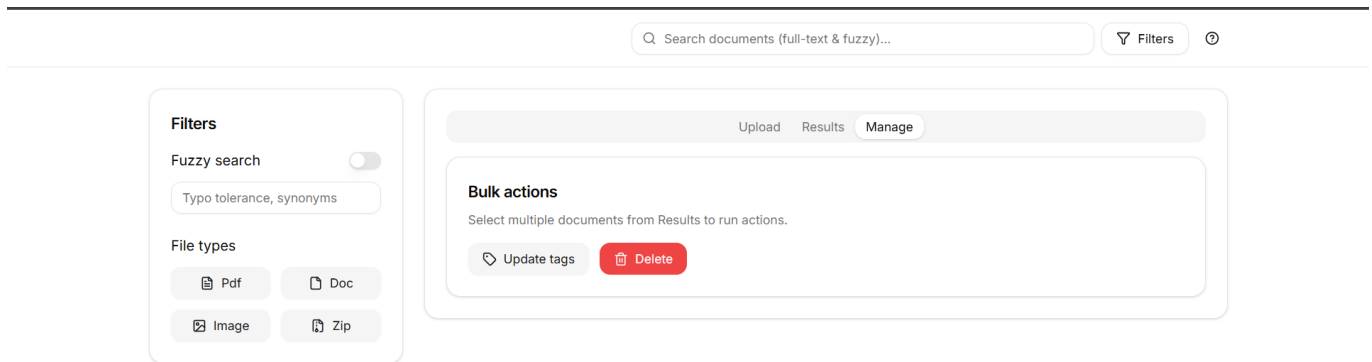 Search documents (full-text & fuzzy)...
Filters
Filters
Fuzzy search
Typo tolerance, synonyms
File types
Pdf
Doc
Image
Zip
Upload Results Manage
Bulk actions
Select multiple documents from Results to run actions.
Update tags
Delete